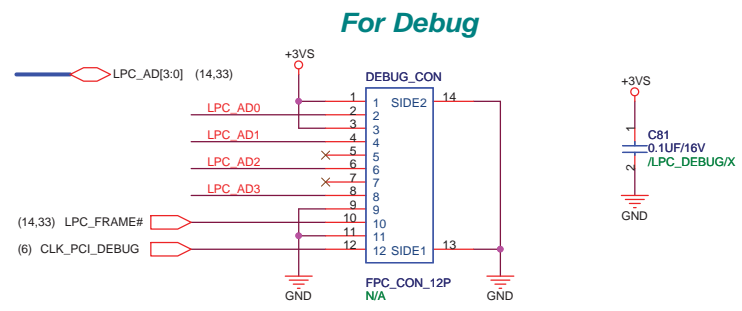 For Debug
+3VS
LPC_AD[3:0] (14,33)
DEBUG_CON
+3VS
1 1 SIDE2 14
LPC_AD0 2 2
3 3
LPC_AD1 4 4
5 5
LPC_AD2 6 6
7 7
LPC_AD3 8 8
9 9
(14,33) LPC_FRAME# 10 10
11 11
(6) CLK_PCI_DEBUG 12 12 SIDE1 13
1
C81
0.1UF/16V
/LPC_DEBUG/X
2
GND
FPC_CON_12P
N/A
GND
GND